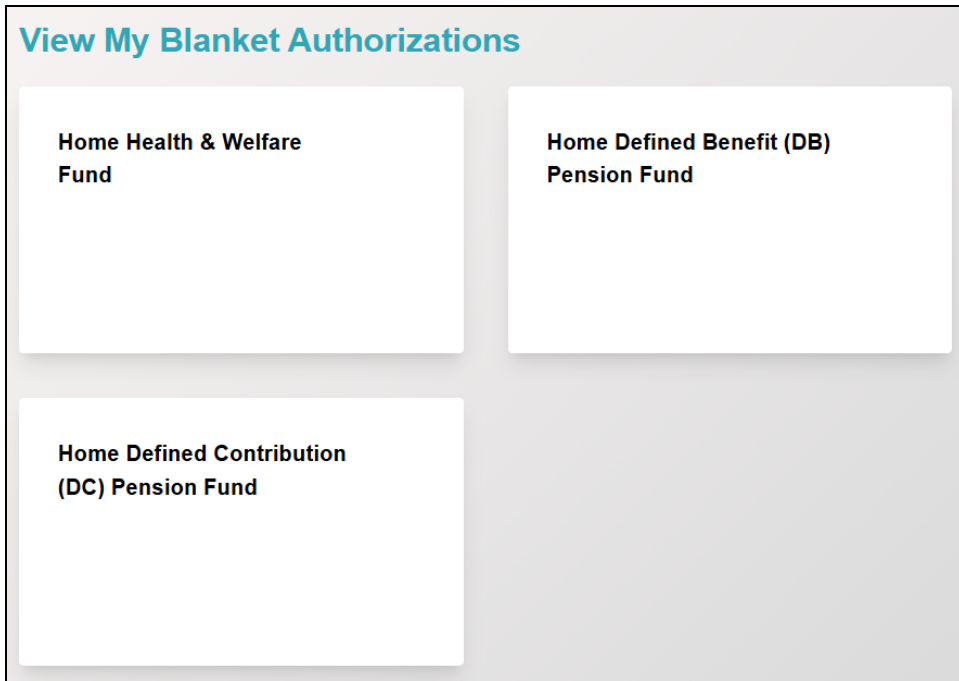 View My Blanket Authorizations
Home Health & Welfare
Fund
Home Defined Benefit (DB)
Pension Fund
Home Defined Contribution
(DC) Pension Fund